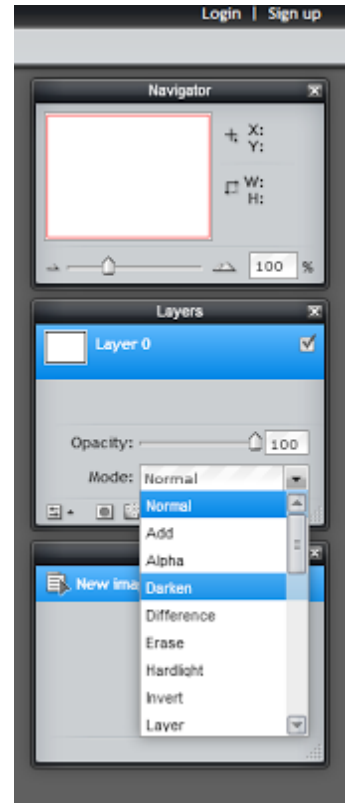 Login | Sign up
Navigator
X:
Y:
W:
H:
100 %
Layers
Layer 0
Opacity: 100
Mode: Normal
Normal
Add
Alpha
New ima
Darken
Difference
Erase
Hardlight
Invert
Layer